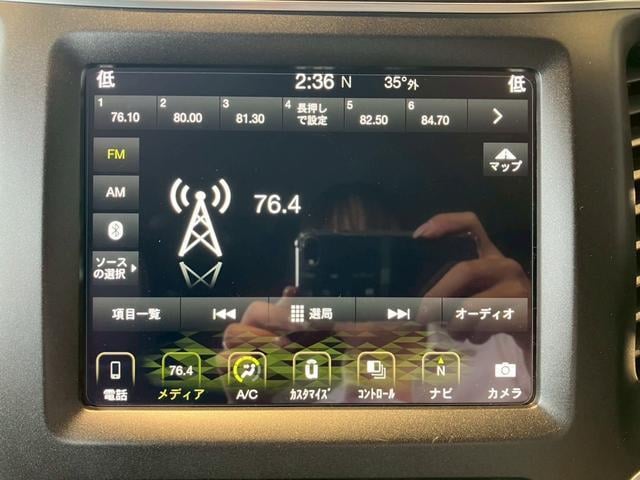 低 2:36 N 35°外 低
1 76.10 2 80.00 3 81.30 4 長押しで設定 5 82.50 6 84.70
FM
マップ
AM
76.4
ソースの選択
項目一覧 選局 オーディオ
76.4 N
電話 メディア A/C ｶｽﾀﾏｲｽﾞ ｺﾝﾄﾛｰﾙ ナビ カメラ